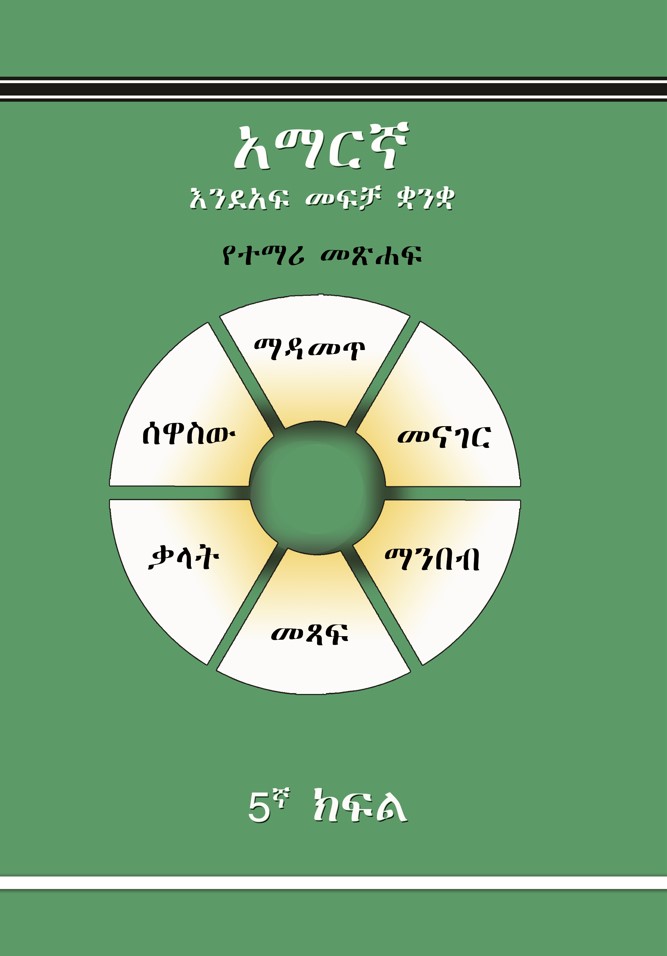 አማርኛ
እንደአፍ መፍቻ ቋንቋ
የተማሪ መጽሐፍ
ማዳመጥ
መናገር
ማንበብ
መጻፍ
ቃላት
ሰዋስው
5ኛ ክፍል